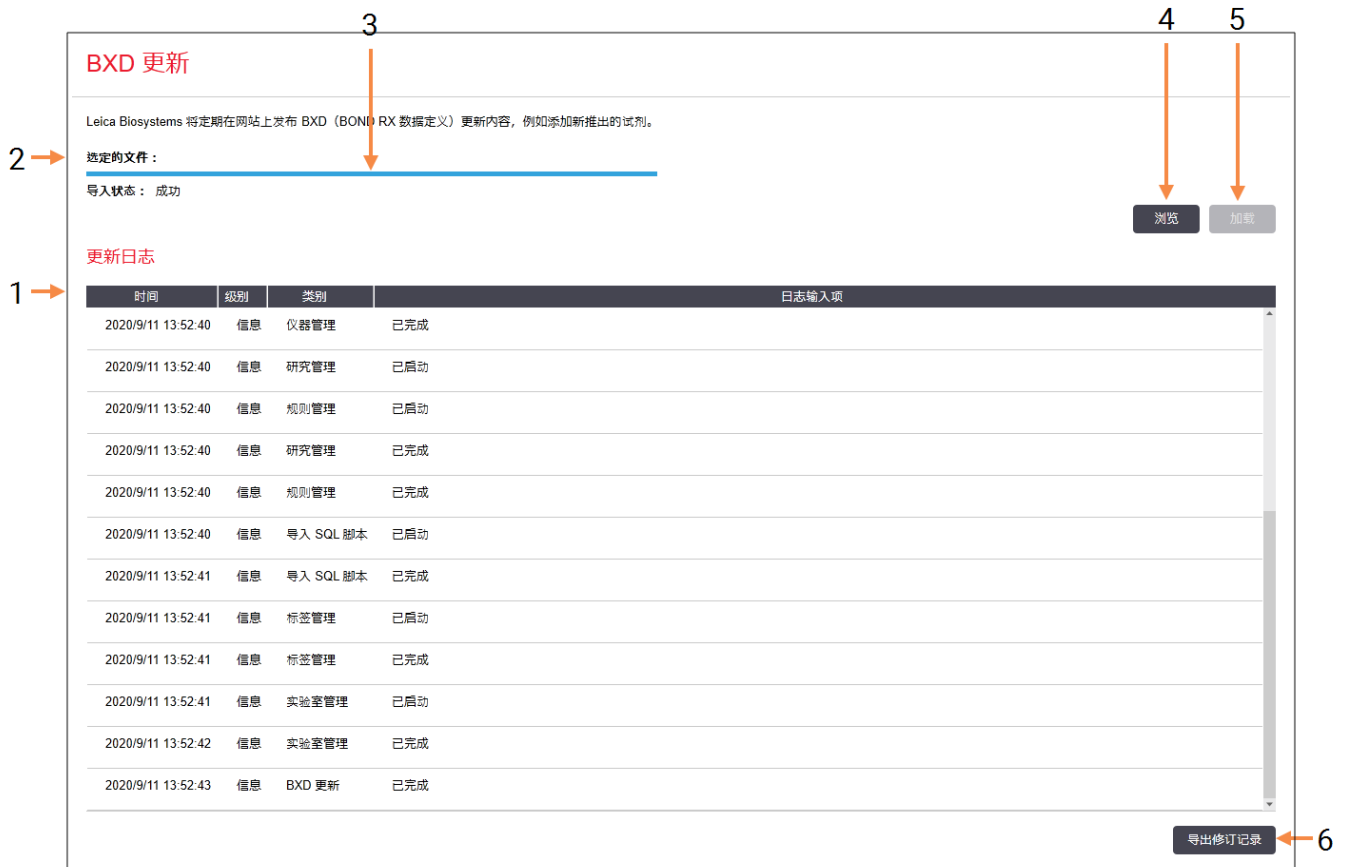 3
4
5
BXD 更新
Leica Biosystems 将定期在网站上发布 BXD（BOND RX 数据定义）更新内容，例如添加新推出的试剂。
2
选定的文件：
导入状态： 成功
浏览
加载
更新日志
1
时间 级别 类别 日志输入项
2020/9/11 13:52:40 信息 仪器管理 已完成
2020/9/11 13:52:40 信息 研究管理 已启动
2020/9/11 13:52:40 信息 规则管理 已启动
2020/9/11 13:52:40 信息 研究管理 已完成
2020/9/11 13:52:40 信息 规则管理 已完成
2020/9/11 13:52:40 信息 导入 SQL 脚本 已启动
2020/9/11 13:52:41 信息 导入 SQL 脚本 已完成
2020/9/11 13:52:41 信息 标签管理 已启动
2020/9/11 13:52:41 信息 标签管理 已完成
2020/9/11 13:52:41 信息 实验室管理 已启动
2020/9/11 13:52:42 信息 实验室管理 已完成
2020/9/11 13:52:43 信息 BXD 更新 已完成
导出修订记录
6